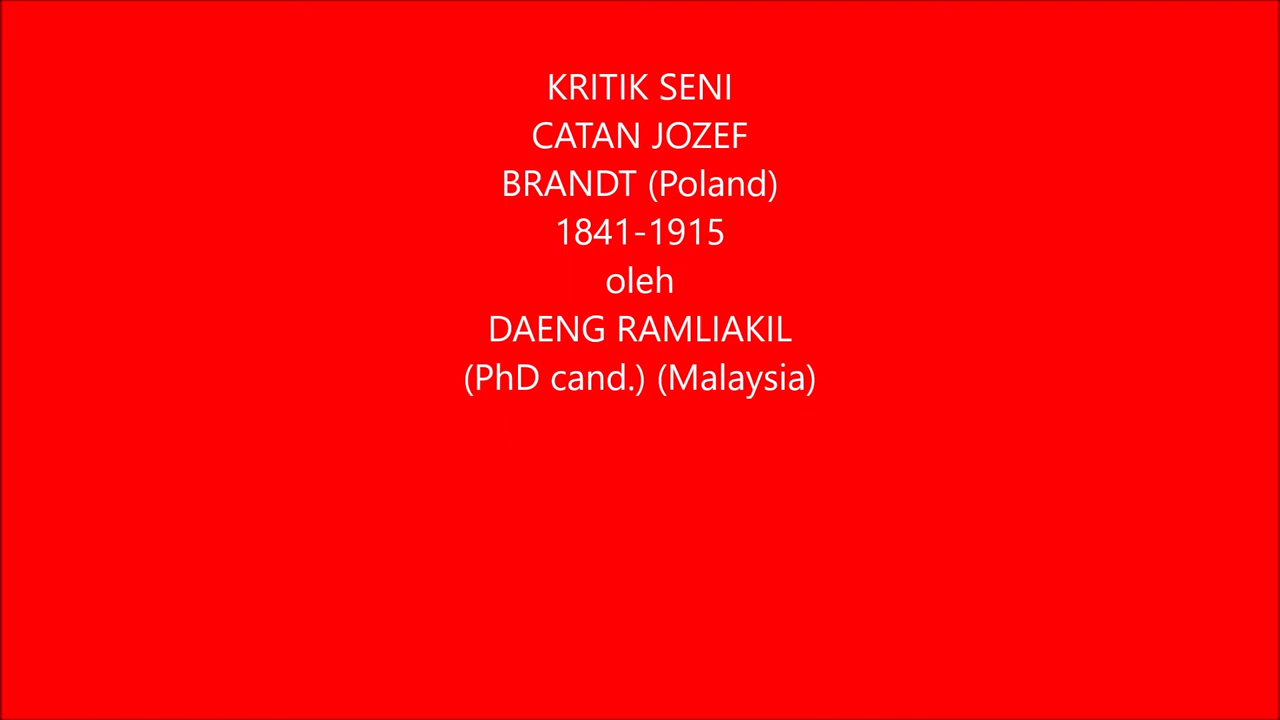 KRITIK SENI
CATAN JOZEF
BRANDT (Poland)
1841-1915
oleh
DAENG RAMLIAKIL
(PhD cand.) (Malaysia)